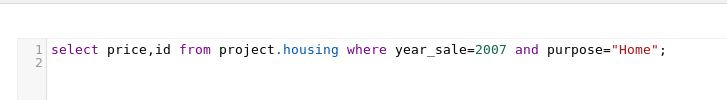 1 select price,id from project.housing where year_sale=2007 and purpose="Home";
2